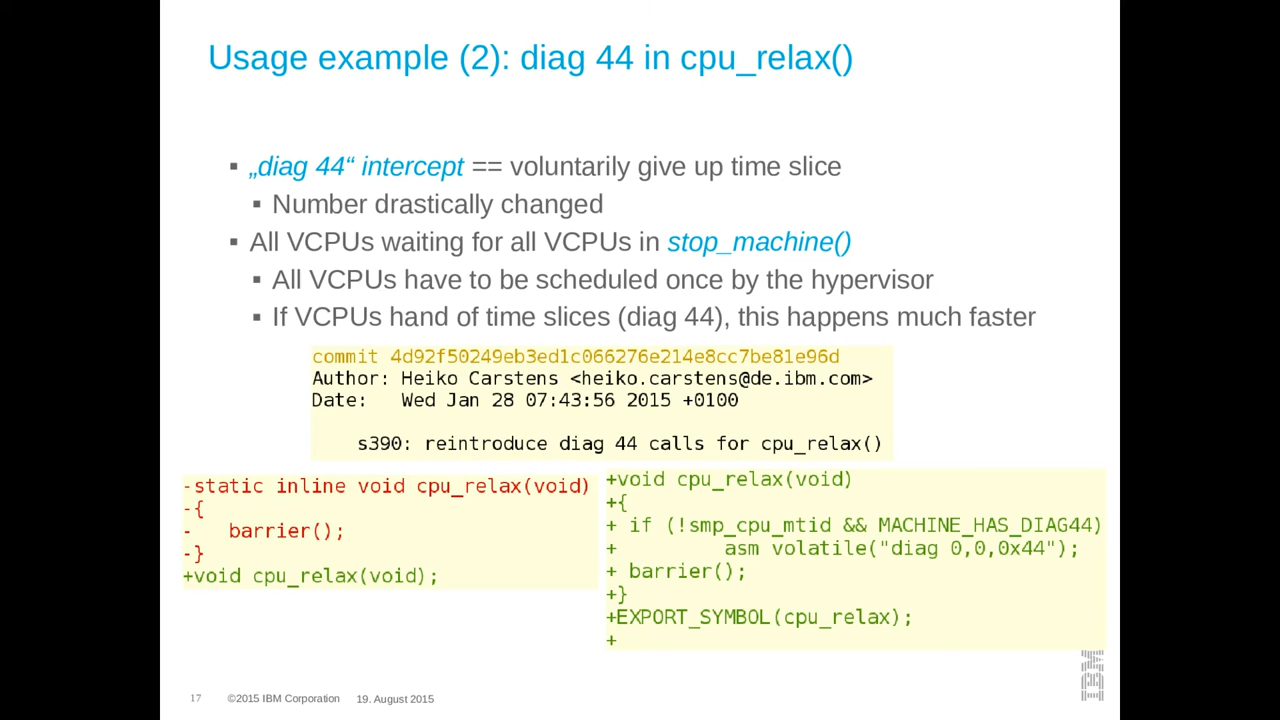 Usage example (2): diag 44 in cpu_relax()
▪ „diag 44“ intercept == voluntarily give up time slice
▪ Number drastically changed
▪ All VCPUs waiting for all VCPUs in stop_machine()
▪ All VCPUs have to be scheduled once by the hypervisor
▪ If VCPUs hand of time slices (diag 44), this happens much faster
commit 4d92f50249eb3ed1c066276e214e8cc7be81e96d
Author: Heiko Carstens <heiko.carstens@de.ibm.com>
Date:   Wed Jan 28 07:43:56 2015 +0100
s390: reintroduce diag 44 calls for cpu_relax()
-static inline void cpu_relax(void)
-{
-   barrier();
-}
+void cpu_relax(void);
+void cpu_relax(void)
+{
+ if (!smp_cpu_mtid && MACHINE_HAS_DIAG44)
+         asm volatile("diag 0,0,0x44");
+ barrier();
+}
+EXPORT_SYMBOL(cpu_relax);
+
IBM
17 ©2015 IBM Corporation 19. August 2015